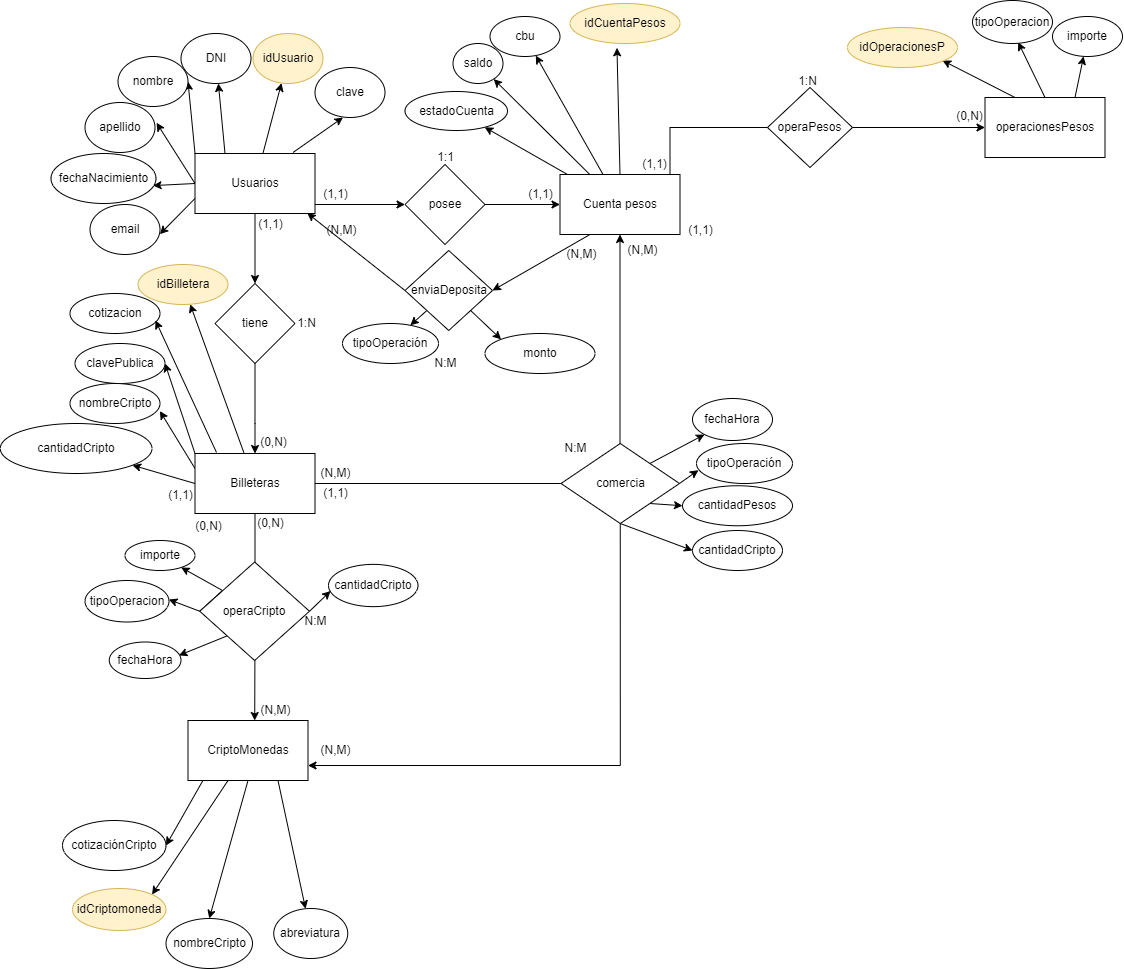 idCuentaPesos
tipoOperacion
cbu
importe
DNI
idUsuario
idOperacionesP
saldo
nombre
clave
1:N
estadoCuenta
(0,N)
apellido
operaPesos
operacionesPesos
1:1
(1,1)
fechaNacimiento
Usuarios
(1,1)
posee
(1,1)
Cuenta pesos
(1,1)
(N,M)
(1,1)
email
(N,M)
(N,M)
idBilletera
enviaDeposita
cotizacion
tiene
1:N
tipoOperación
monto
clavePublica
N:M
nombreCripto
fechaHora
(0,N)
cantidadCripto
N:M
(N,M)
tipoOperación
Billeteras
comercia
(1,1)
(1,1)
cantidadPesos
(0,N)
(0,N)
cantidadCripto
importe
cantidadCripto
tipoOperacion
operaCripto
N:M
fechaHora
(N,M)
CriptoMonedas
(N,M)
cotizaciónCripto
idCriptomoneda
abreviatura
nombreCripto